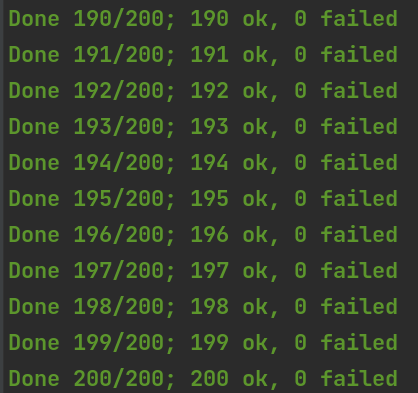 Done 190/200; 190 ok, 0 failed
Done 191/200; 191 ok, 0 failed
Done 192/200; 192 ok, 0 failed
Done 193/200; 193 ok, 0 failed
Done 194/200; 194 ok, 0 failed
Done 195/200; 195 ok, 0 failed
Done 196/200; 196 ok, 0 failed
Done 197/200; 197 ok, 0 failed
Done 198/200; 198 ok, 0 failed
Done 199/200; 199 ok, 0 failed
Done 200/200; 200 ok, 0 failed